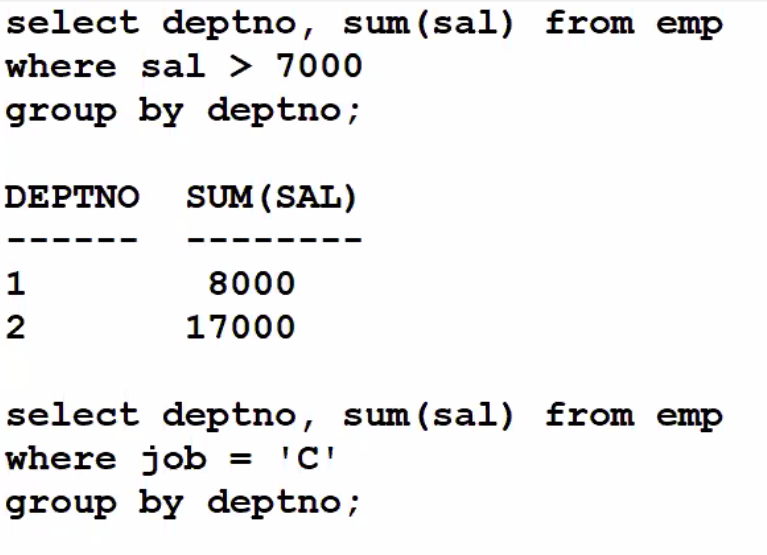 select deptno, sum(sal) from emp
where sal > 7000
group by deptno;
DEPTNO  SUM(SAL)
------  --------
1        8000
2       17000
select deptno, sum(sal) from emp
where job = 'C'
group by deptno;